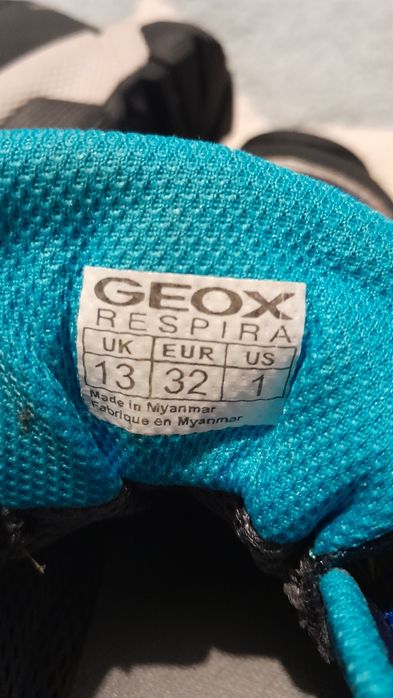 GEOX
RESPIRA
UK EUR US
13 32 1
Made in Myanmar
Fabrique en Myanmar